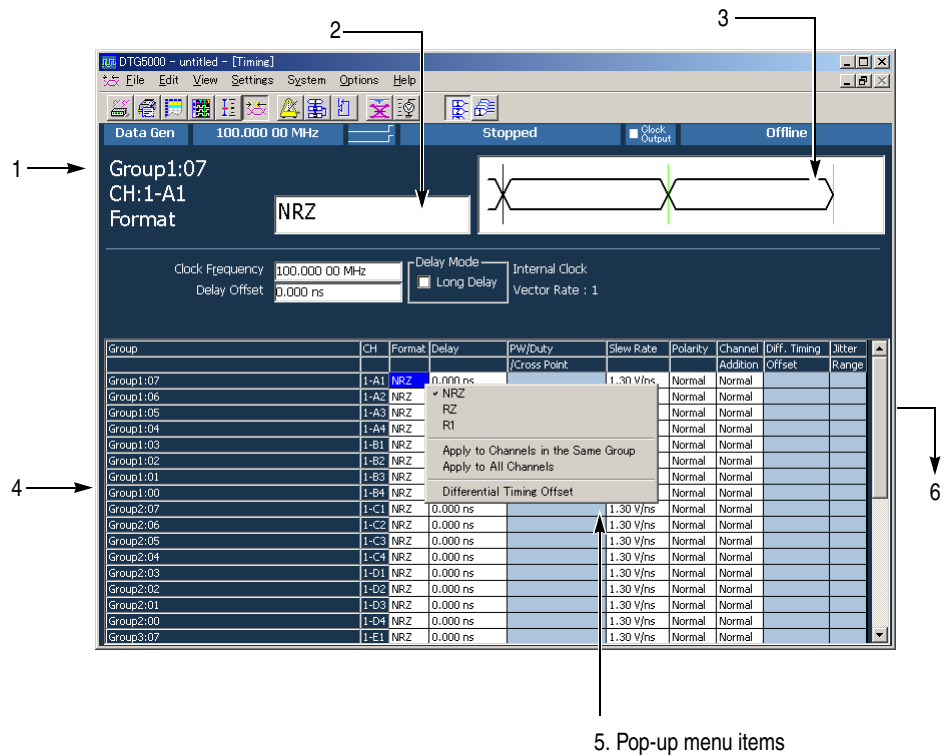 2
3
DTG5000 - untitled - [Timing]
File Edit View Settings System Options Help
Data Gen 100.000 00 MHz Stopped Clock Output Offline
1
Group1:07
CH:1-A1
Format NRZ
Clock Frequency 100.000 00 MHz Delay Mode Internal Clock
Delay Offset 0.000 ns Long Delay Vector Rate : 1
Group CH Format Delay PW/Duty Slew Rate Polarity Channel Diff. Timing Jitter
/Cross Point Addition Offset Range
Group1:07 1-A1 NRZ 0.000 ns 1.30 V/ns Normal Normal
Group1:06 1-A2 NRZ Normal Normal
Group1:05 1-A3 NRZ Normal Normal
Group1:04 1-A4 NRZ Normal Normal
Group1:03 1-B1 NRZ Normal Normal
Group1:02 1-B2 NRZ Normal Normal
Group1:01 1-B3 NRZ Normal Normal
Group1:00 1-B4 NRZ Normal Normal
Group2:07 1-C1 NRZ 0.000 ns 1.30 V/ns Normal Normal
Group2:06 1-C2 NRZ 0.000 ns 1.30 V/ns Normal Normal
Group2:05 1-C3 NRZ 0.000 ns 1.30 V/ns Normal Normal
Group2:04 1-C4 NRZ 0.000 ns 1.30 V/ns Normal Normal
Group2:03 1-D1 NRZ 0.000 ns 1.30 V/ns Normal Normal
Group2:02 1-D2 NRZ 0.000 ns 1.30 V/ns Normal Normal
Group2:01 1-D3 NRZ 0.000 ns 1.30 V/ns Normal Normal
Group2:00 1-D4 NRZ 0.000 ns 1.30 V/ns Normal Normal
Group3:07 1-E1 NRZ 0.000 ns 1.30 V/ns Normal Normal
NRZ
RZ
R1
Apply to Channels in the Same Group
Apply to All Channels
Differential Timing Offset
4
6
5. Pop-up menu items